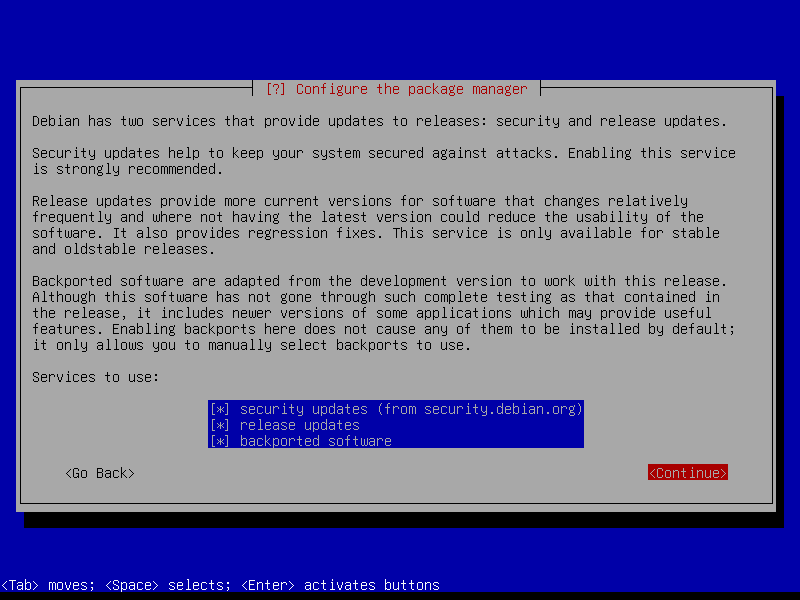 [?] Configure the package manager
Debian has two services that provide updates to releases: security and release updates.
Security updates help to keep your system secured against attacks. Enabling this service
is strongly recommended.
Release updates provide more current versions for software that changes relatively
frequently and where not having the latest version could reduce the usability of the
software. It also provides regression fixes. This service is only available for stable
and oldstable releases.
Backported software are adapted from the development version to work with this release.
Although this software has not gone through such complete testing as that contained in
the release, it includes newer versions of some applications which may provide useful
features. Enabling backports here does not cause any of them to be installed by default;
it only allows you to manually select backports to use.
Services to use:
[*] security updates (from security.debian.org)
[*] release updates
[*] backported software
<Go Back> <Continue>
<Tab> moves; <Space> selects; <Enter> activates buttons